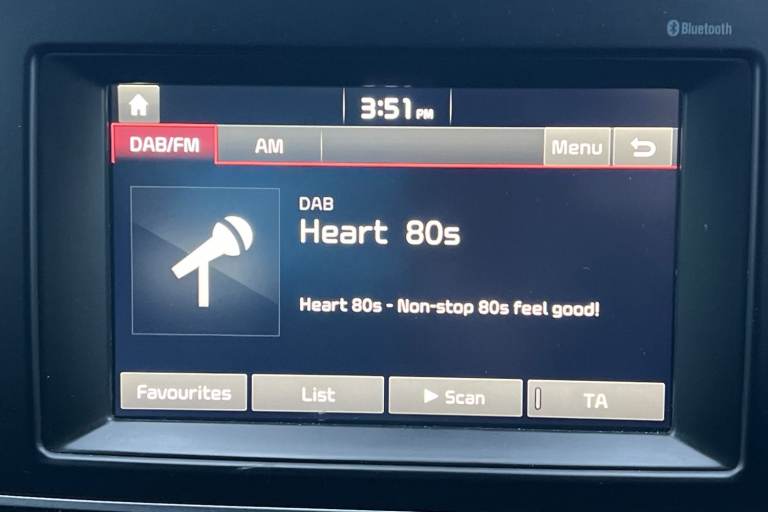 Bluetooth
3:51 PM
DAB/FM AM Menu
DAB
Heart 80s
Heart 80s - Non-stop 80s feel good!
Favourites List Scan TA